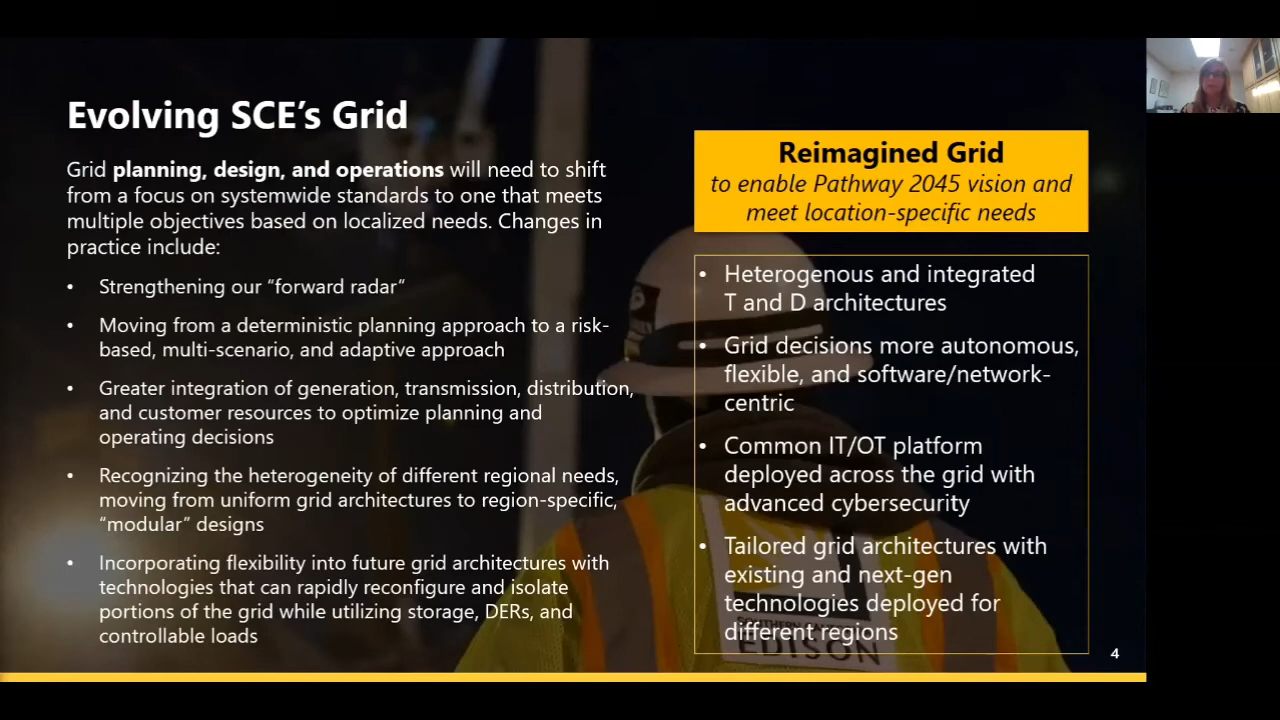 Evolving SCE's Grid
Grid planning, design, and operations will need to shift
from a focus on systemwide standards to one that meets
multiple objectives based on localized needs. Changes in
practice include:
• Strengthening our "forward radar"
• Moving from a deterministic planning approach to a risk-
based, multi-scenario, and adaptive approach
• Greater integration of generation, transmission, distribution,
and customer resources to optimize planning and
operating decisions
• Recognizing the heterogeneity of different regional needs,
moving from uniform grid architectures to region-specific,
"modular" designs
• Incorporating flexibility into future grid architectures with
technologies that can rapidly reconfigure and isolate
portions of the grid while utilizing storage, DERs, and
controllable loads
Reimagined Grid
to enable Pathway 2045 vision and
meet location-specific needs
• Heterogenous and integrated
T and D architectures
• Grid decisions more autonomous,
flexible, and software/network-
centric
• Common IT/OT platform
deployed across the grid with
advanced cybersecurity
• Tailored grid architectures with
existing and next-gen
technologies deployed for
different regions
EDISON
4